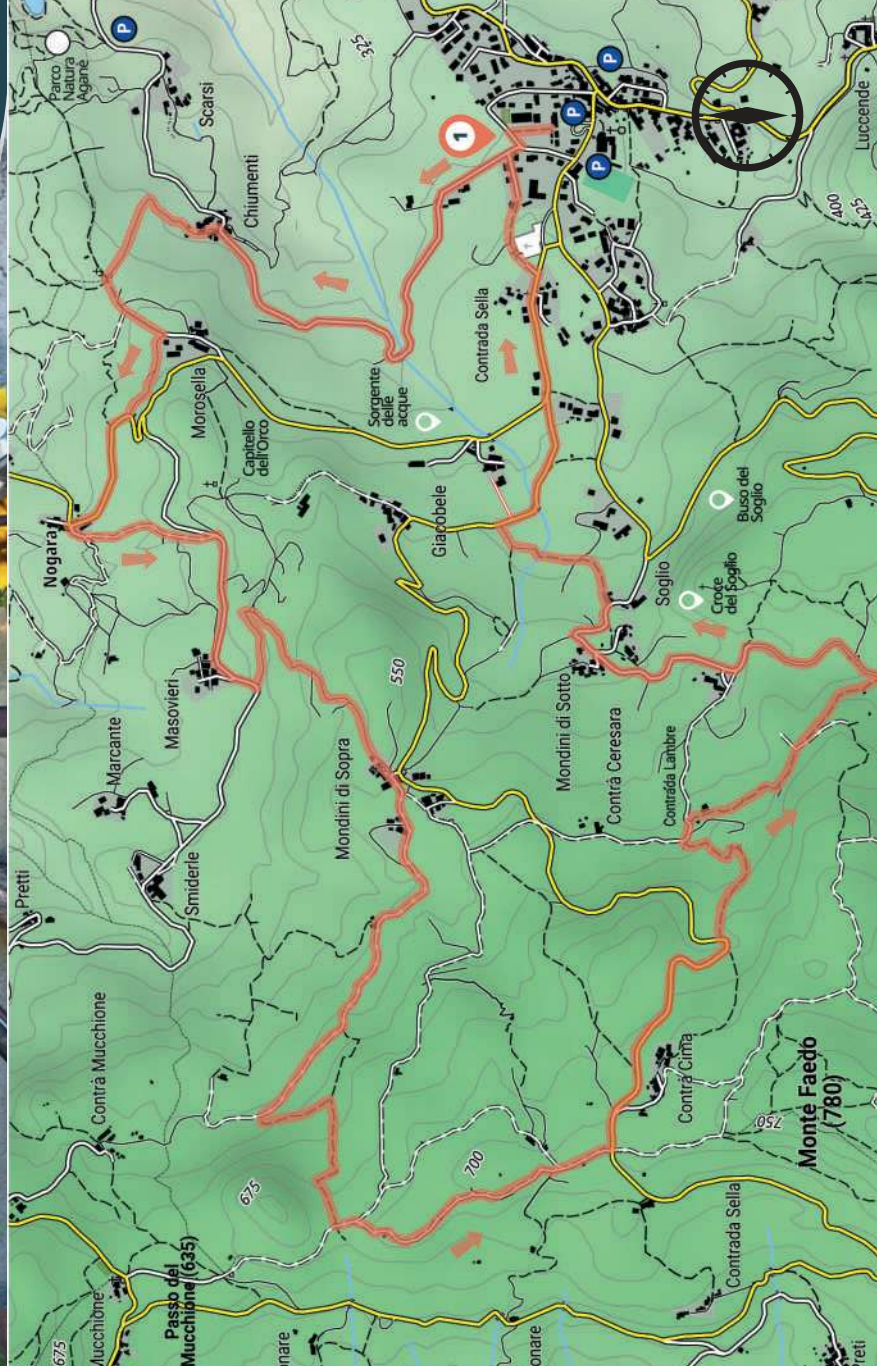 675
Mucchione
Passo del
Mucchione (635)
Contrà Mucchione
Pretti
Smiderle
Marcante
Masovieri
Nogara
Parco
Natura
Agane
P
Scarsi
Chiumenti
Morosella
Capitello
dell'Orco
675
onare
Mondini di Sopra
550
Sorgente
delle
acque
Giacobele
325
1
Contrada Sella
700
onare
Mondini di Sotto
Contrà Ceresara
Contrada Lambre
Soglio
Croce
del Soglio
Buso del
Soglio
P
P
P
Contrà Cima
Contrada Sella
750
Monte Faedo
(780)
Preti
400
425
Luccende